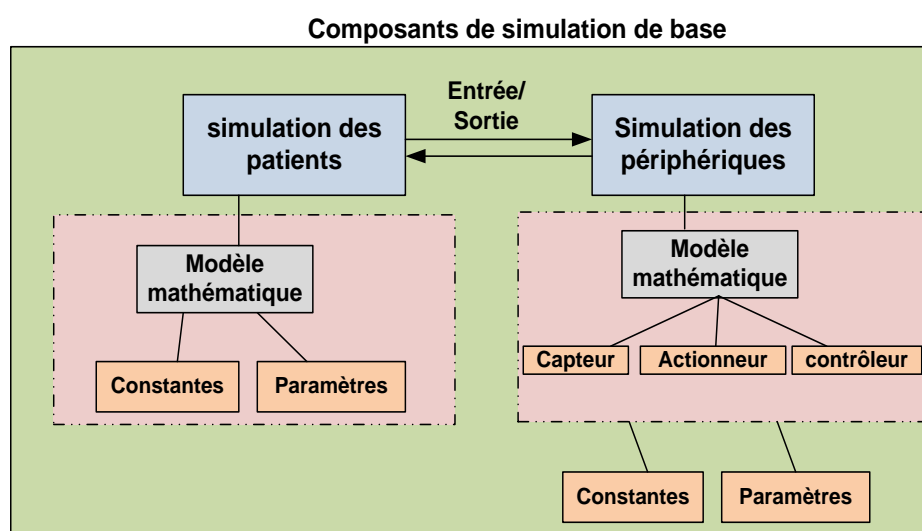 Composants de simulation de base
simulation des
patients
Entrée/
Sortie
Simulation des
périphériques
Modèle
mathématique
Constantes
Paramètres
Modèle
mathématique
Capteur
Actionneur
contrôleur
Constantes
Paramètres